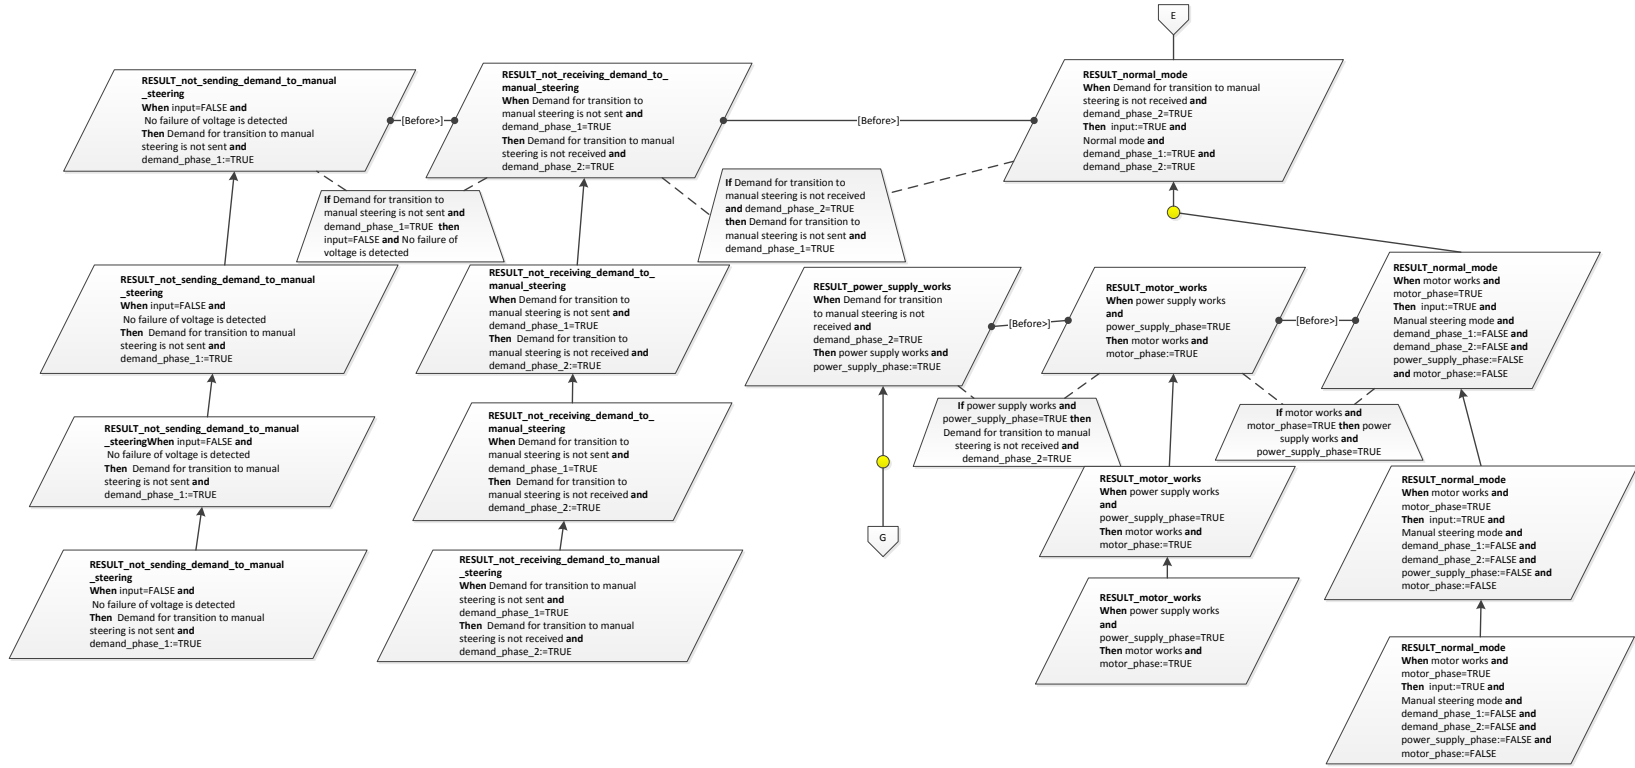 E
RESULT_not_sending_demand_to_manual
_steering
When input=FALSE and
No failure of voltage is detected
Then Demand for transition to manual
steering is not sent and
demand_phase_1:=TRUE
[Before>]
RESULT_not_receiving_demand_to_
manual_steering
When Demand for transition to
manual steering is not sent and
demand_phase_1=TRUE
Then Demand for transition to manual
steering is not received and
demand_phase_2:=TRUE
[Before>]
RESULT_normal_mode
When Demand for transition to manual
steering is not received and
demand_phase_2=TRUE
Then input:=TRUE and
Normal mode and
demand_phase_1:=TRUE and
demand_phase_2:=TRUE
If Demand for transition to
manual steering is not sent and
demand_phase_1=TRUE then
input=FALSE and No failure of
voltage is detected
If Demand for transition to
manual steering is not received
and demand_phase_2=TRUE
then Demand for transition to
manual steering is not sent and
demand_phase_1=TRUE
RESULT_not_sending_demand_to_manual
_steering
When input=FALSE and
No failure of voltage is detected
Then Demand for transition to manual
steering is not sent and
demand_phase_1:=TRUE
RESULT_not_receiving_demand_to_
manual_steering
When Demand for transition to
manual steering is not sent and
demand_phase_1=TRUE
Then Demand for transition to
manual steering is not received and
demand_phase_2:=TRUE
RESULT_power_supply_works
When Demand for transition
to manual steering is not
received and
demand_phase_2=TRUE
Then power supply works and
power_supply_phase:=TRUE
[Before>]
RESULT_motor_works
When power supply works
and
power_supply_phase=TRUE
Then motor works and
motor_phase:=TRUE
[Before>]
RESULT_normal_mode
When motor works and
motor_phase=TRUE
Then input:=TRUE and
Manual steering mode and
demand_phase_1:=FALSE and
demand_phase_2:=FALSE and
power_supply_phase:=FALSE
and motor_phase:=FALSE
If power supply works and
power_supply_phase=TRUE then
Demand for transition to manual
steering is not received and
demand_phase_2=TRUE
If motor works and
motor_phase=TRUE then power
supply works and
power_supply_phase=TRUE
RESULT_not_sending_demand_to_manual
_steeringWhen input=FALSE and
No failure of voltage is detected
Then Demand for transition to manual
steering is not sent and
demand_phase_1:=TRUE
RESULT_not_receiving_demand_to_
manual_steering
When Demand for transition to
manual steering is not sent and
demand_phase_1=TRUE
Then Demand for transition to
manual steering is not received and
demand_phase_2:=TRUE
G
RESULT_motor_works
When power supply works
and
power_supply_phase=TRUE
Then motor works and
motor_phase:=TRUE
RESULT_normal_mode
When motor works and
motor_phase=TRUE
Then input:=TRUE and
Manual steering mode and
demand_phase_1:=FALSE and
demand_phase_2:=FALSE and
power_supply_phase:=FALSE and
motor_phase:=FALSE
RESULT_not_sending_demand_to_manual
_steering
When input=FALSE and
No failure of voltage is detected
Then Demand for transition to manual
steering is not sent and
demand_phase_1:=TRUE
RESULT_not_receiving_demand_to_manual
_steering
When Demand for transition to manual
steering is not sent and
demand_phase_1=TRUE
Then Demand for transition to manual
steering is not received and
demand_phase_2:=TRUE
RESULT_motor_works
When power supply works
and
power_supply_phase=TRUE
Then motor works and
motor_phase:=TRUE
RESULT_normal_mode
When motor works and
motor_phase=TRUE
Then input:=TRUE and
Manual steering mode and
demand_phase_1:=FALSE and
demand_phase_2:=FALSE and
power_supply_phase:=FALSE and
motor_phase:=FALSE